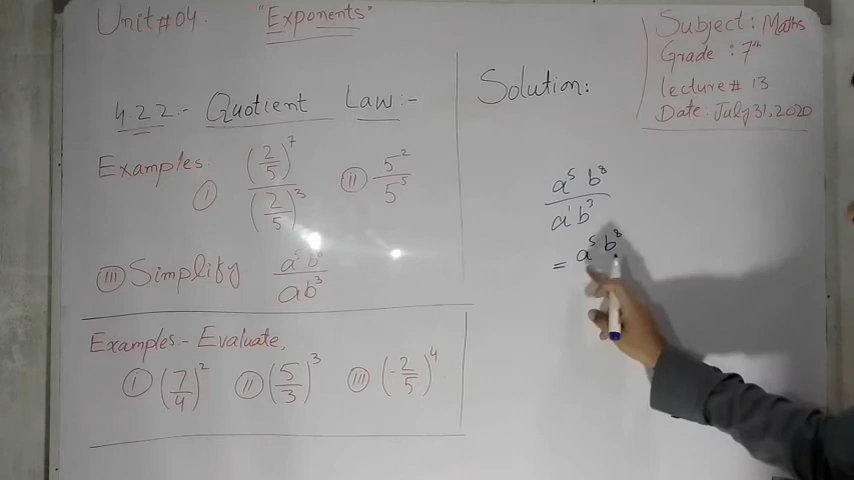 Unit#04.
"Exponents"
Subject: Maths
Grade : 7th
lecture# 13
Date: July 31, 2020
4.2.2:- Quotient Law:-
Examples
(I) (2/5)^7 / (2/5)^3 (II) 5^2 / 5^5
(III) Simplify a^5 b^8 / ab^3
Examples:- Evaluate,
(I) (7/4)^2 (II) (5/3)^3 (III) (-2/5)^4
Solution:
a^5 b^8 / a^1 b^3
= a^5 b^8